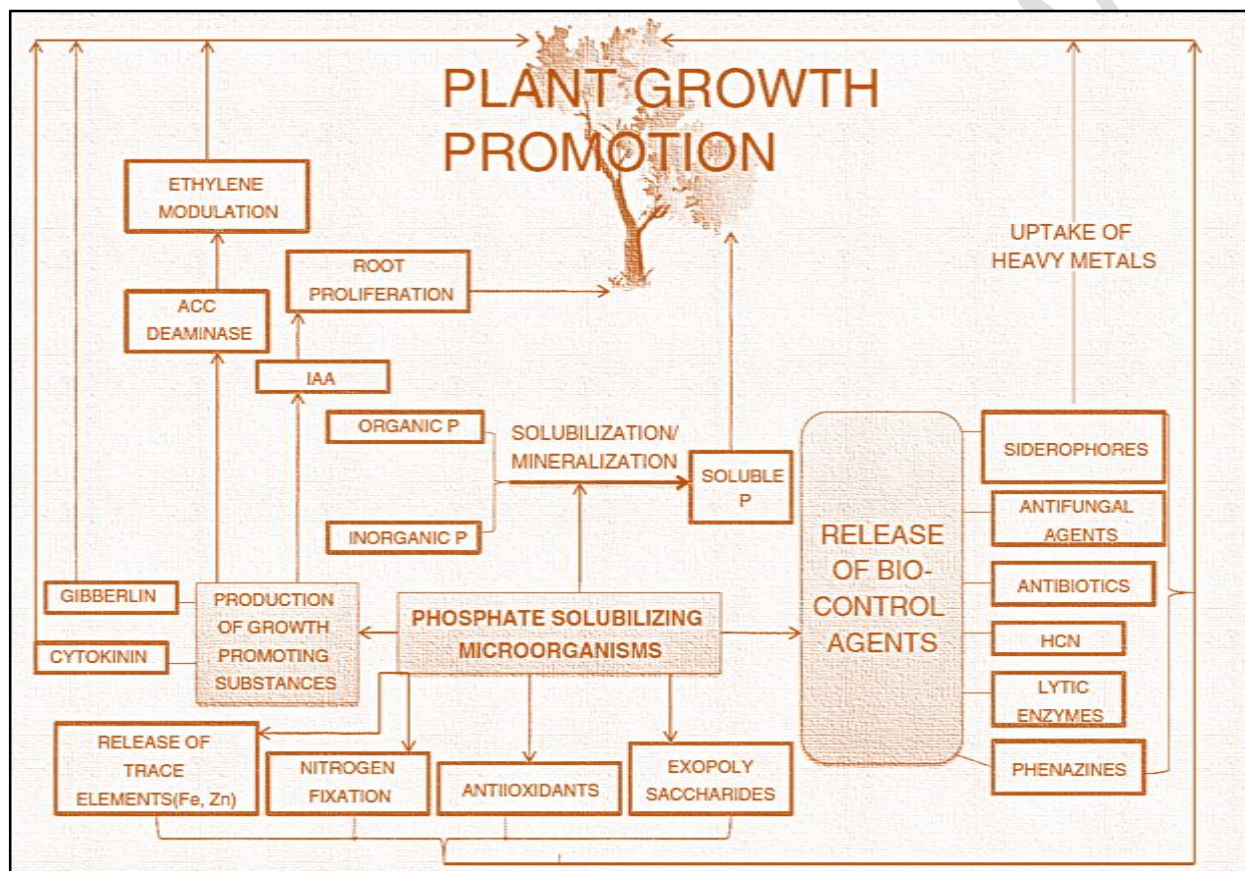 PLANT GROWTH
PROMOTION
ETHYLENE
MODULATION
UPTAKE OF
HEAVY METALS
ROOT
PROLIFERATION
ACC
DEAMINASE
IAA
ORGANIC P
SOLUBILIZATION/
MINERALIZATION
SOLUBLE
P
INORGANIC P
SIDEROPHORES
ANTIFUNGAL
AGENTS
RELEASE
OF BIO-
CONTROL
AGENTS
ANTIBIOTICS
HCN
LYTIC
ENZYMES
PHENAZINES
GIBBERLIN
CYTOKININ
PRODUCTION
OF GROWTH
PROMOTING
SUBSTANCES
PHOSPHATE SOLUBILIZING
MICROORGANISMS
RELEASE OF
TRACE
ELEMENTS(Fe, Zn)
NITROGEN
FIXATION
ANTIIOXIDANTS
EXOPOLY
SACCHARIDES